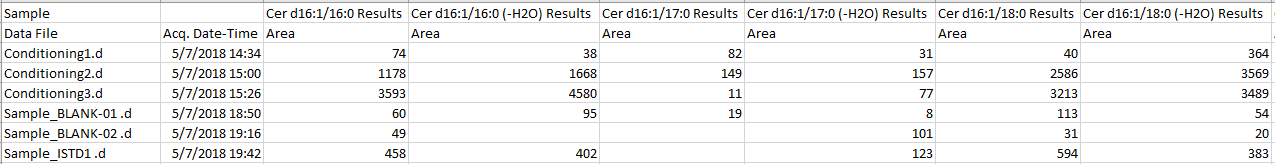 Sample Cer d16:1/16:0 Results Cer d16:1/16:0 (-H2O) Results Cer d16:1/17:0 Results Cer d16:1/17:0 (-H2O) Results Cer d16:1/18:0 Results Cer d16:1/18:0 (-H2O) Results
Data File Acq. Date-Time Area Area Area Area Area Area
Conditioning1.d 5/7/2018 14:34 74 38 82 31 40 364
Conditioning2.d 5/7/2018 15:00 1178 1668 149 157 2586 3569
Conditioning3.d 5/7/2018 15:26 3593 4580 11 77 3213 3489
Sample_BLANK-01 .d 5/7/2018 18:50 60 95 19 8 113 54
Sample_BLANK-02 .d 5/7/2018 19:16 49 101 31 20
Sample_ISTD1 .d 5/7/2018 19:42 458 402 123 594 383